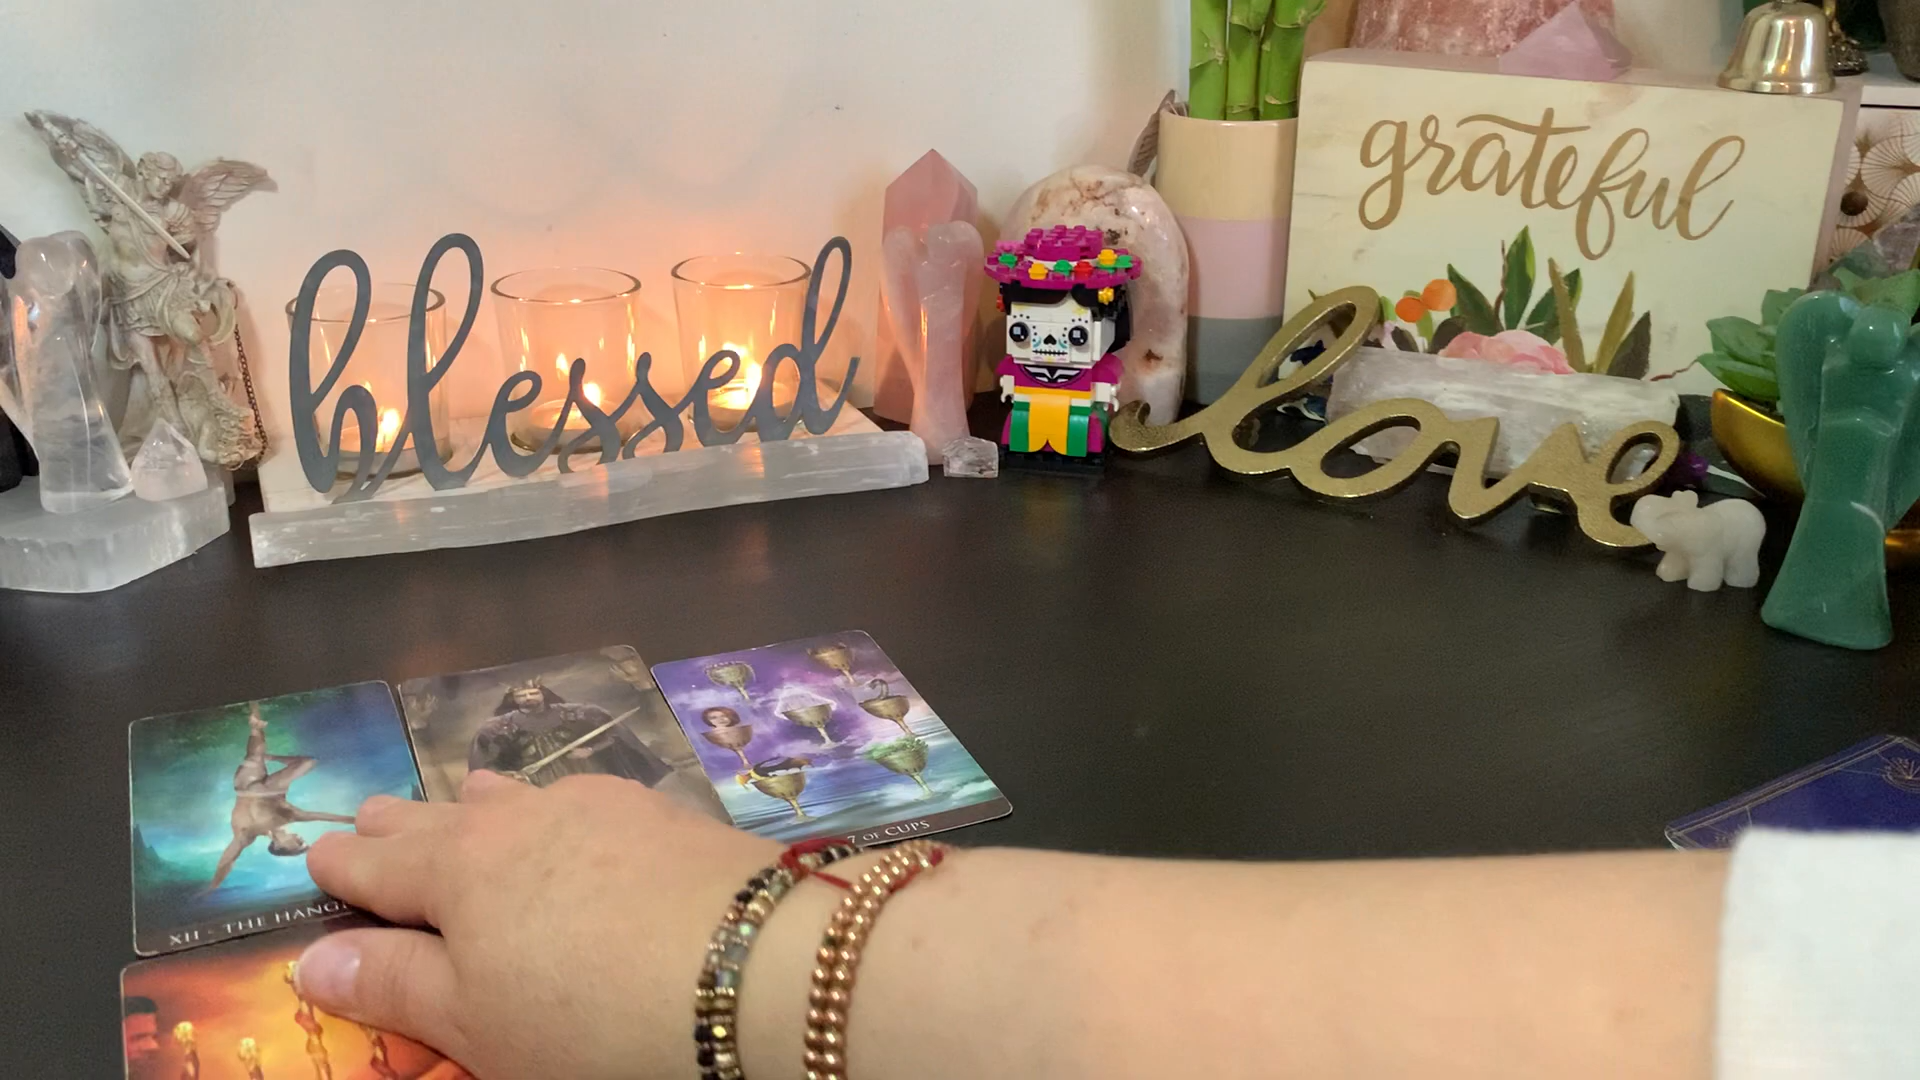 blessed
grateful
love
XII - THE HANG
7 OF CUPS